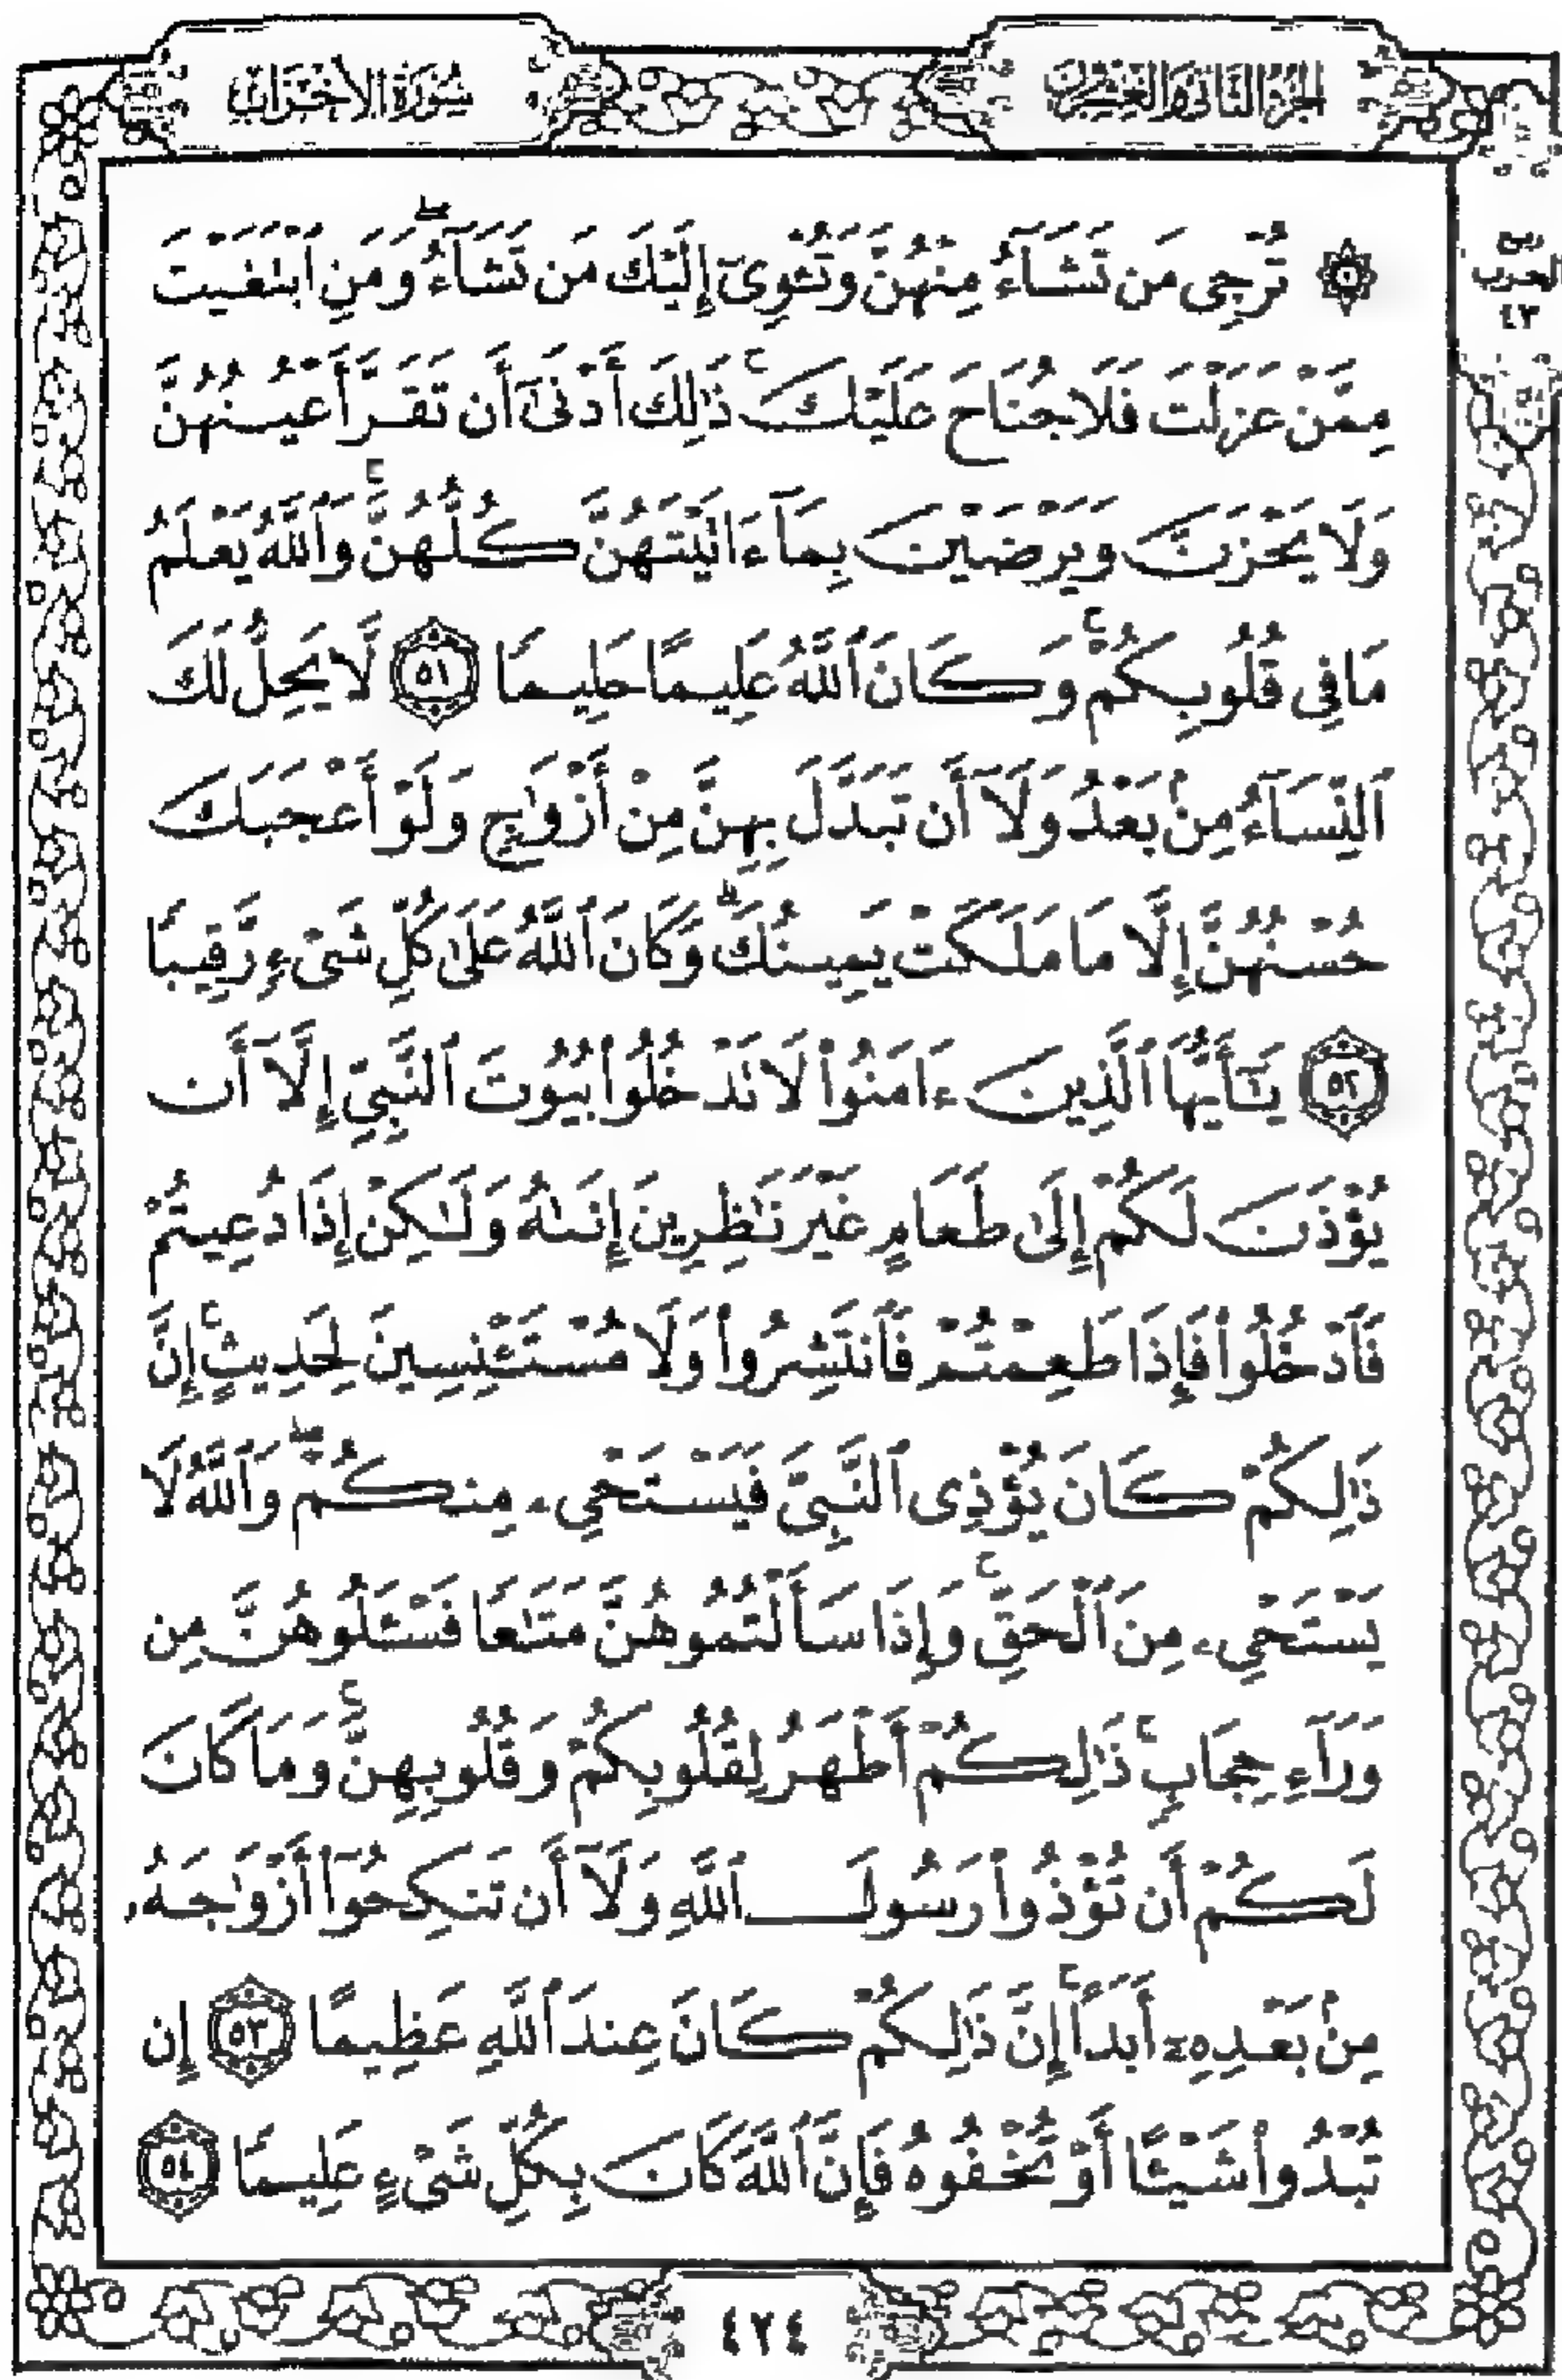 الجزء الثاني والعشرون
سورة الأحزاب
ربع
الحزب
٤٣
۞ تُرْجِى مَن تَشَآءُ مِنْهُنَّ وَتُـْٔوِىٓ إِلَيْكَ مَن تَشَآءُ ۖ وَمَنِ ٱبْتَغَيْتَ
مِمَّنْ عَزَلْتَ فَلَا جُنَاحَ عَلَيْكَ ۚ ذَٰلِكَ أَدْنَىٰٓ أَن تَقَرَّ أَعْيُنُهُنَّ
وَلَا يَحْزَنَّ وَيَرْضَيْنَ بِمَآ ءَاتَيْتَهُنَّ كُلُّهُنَّ ۚ وَٱللَّهُ يَعْلَمُ
مَا فِى قُلُوبِكُمْ ۚ وَكَانَ ٱللَّهُ عَلِيمًا حَلِيمًا ٥١ لَّا يَحِلُّ لَكَ
ٱلنِّسَآءُ مِنۢ بَعْدُ وَلَآ أَن تَبَدَّلَ بِهِنَّ مِنْ أَزْوَٰجٍ وَلَوْ أَعْجَبَكَ
حُسْنُهُنَّ إِلَّا مَا مَلَكَتْ يَمِينُكَ ۗ وَكَانَ ٱللَّهُ عَلَىٰ كُلِّ شَىْءٍ رَّقِيبًا
٥٢ يَـٰٓأَيُّهَا ٱلَّذِينَ ءَامَنُوا۟ لَا تَدْخُلُوا۟ بُيُوتَ ٱلنَّبِىِّ إِلَّآ أَن
يُؤْذَنَ لَكُمْ إِلَىٰ طَعَامٍ غَيْرَ نَـٰظِرِينَ إِنَىٰهُ وَلَـٰكِنْ إِذَا دُعِيتُمْ
فَٱدْخُلُوا۟ فَإِذَا طَعِمْتُمْ فَٱنتَشِرُوا۟ وَلَا مُسْتَـْٔنِسِينَ لِحَدِيثٍ ۚ إِنَّ
ذَٰلِكُمْ كَانَ يُؤْذِى ٱلنَّبِىَّ فَيَسْتَحْىِۦ مِنكُمْ ۖ وَٱللَّهُ لَا
يَسْتَحْىِۦ مِنَ ٱلْحَقِّ ۚ وَإِذَا سَأَلْتُمُوهُنَّ مَتَـٰعًا فَسْـَٔلُوهُنَّ مِن
وَرَآءِ حِجَابٍ ۚ ذَٰلِكُمْ أَطْهَرُ لِقُلُوبِكُمْ وَقُلُوبِهِنَّ ۚ وَمَا كَانَ
لَكُمْ أَن تُؤْذُوا۟ رَسُولَ ٱللَّهِ وَلَآ أَن تَنكِحُوٓا۟ أَزْوَٰجَهُۥ
مِنۢ بَعْدِهِۦٓ أَبَدًا ۚ إِنَّ ذَٰلِكُمْ كَانَ عِندَ ٱللَّهِ عَظِيمًا ٥٣ إِن
تُبْدُوا۟ شَيْـًٔا أَوْ تُخْفُوهُ فَإِنَّ ٱللَّهَ كَانَ بِكُلِّ شَىْءٍ عَلِيمًا ٥٤
٤٢٤